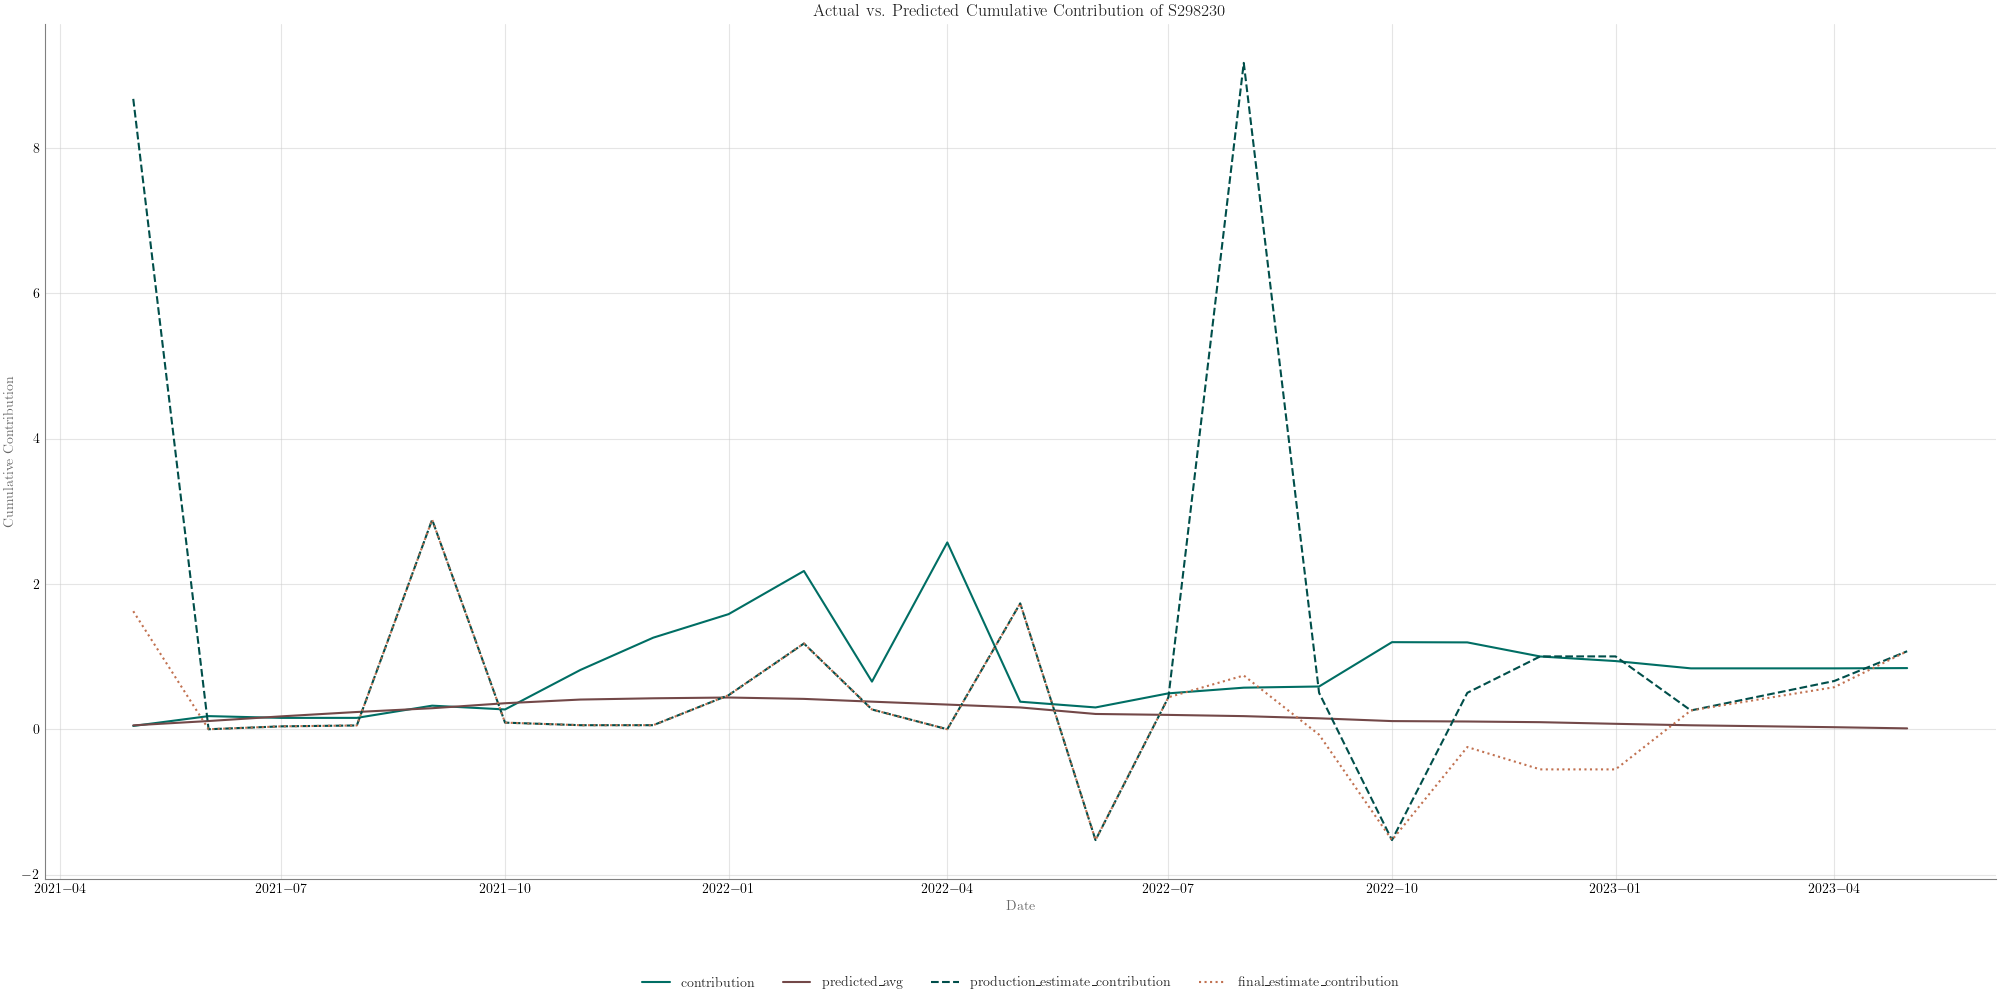 Actual vs. Predicted Cumulative Contribution of S298230
Cumulative Contribution
8
6
4
2
0
−2
2021−04 2021−07 2021−10 2022−01 2022−04 2022−07 2022−10 2023−01 2023−04
Date
contribution predicted_avg production_estimate_contribution final_estimate_contribution